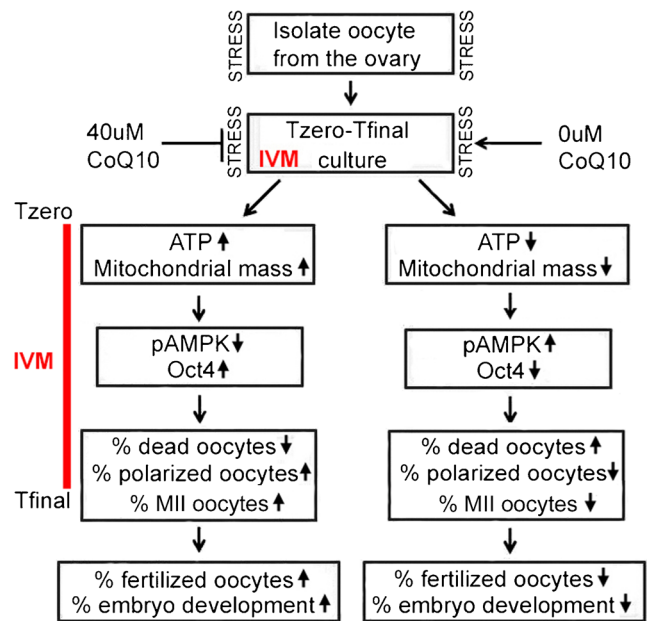 STRESS
Isolate oocyte
from the ovary
STRESS
40uM
CoQ10
STRESS
Tzero-Tfinal
IVM culture
STRESS
0uM
CoQ10
Tzero
IVM
Tfinal
ATP ↑
Mitochondrial mass ↑
pAMPK ↓
Oct4 ↑
% dead oocytes ↓
% polarized oocytes ↑
% MII oocytes ↑
% fertilized oocytes ↑
% embryo development ↑
ATP ↓
Mitochondrial mass ↓
pAMPK ↑
Oct4 ↓
% dead oocytes ↑
% polarized oocytes ↓
% MII oocytes ↓
% fertilized oocytes ↓
% embryo development ↓